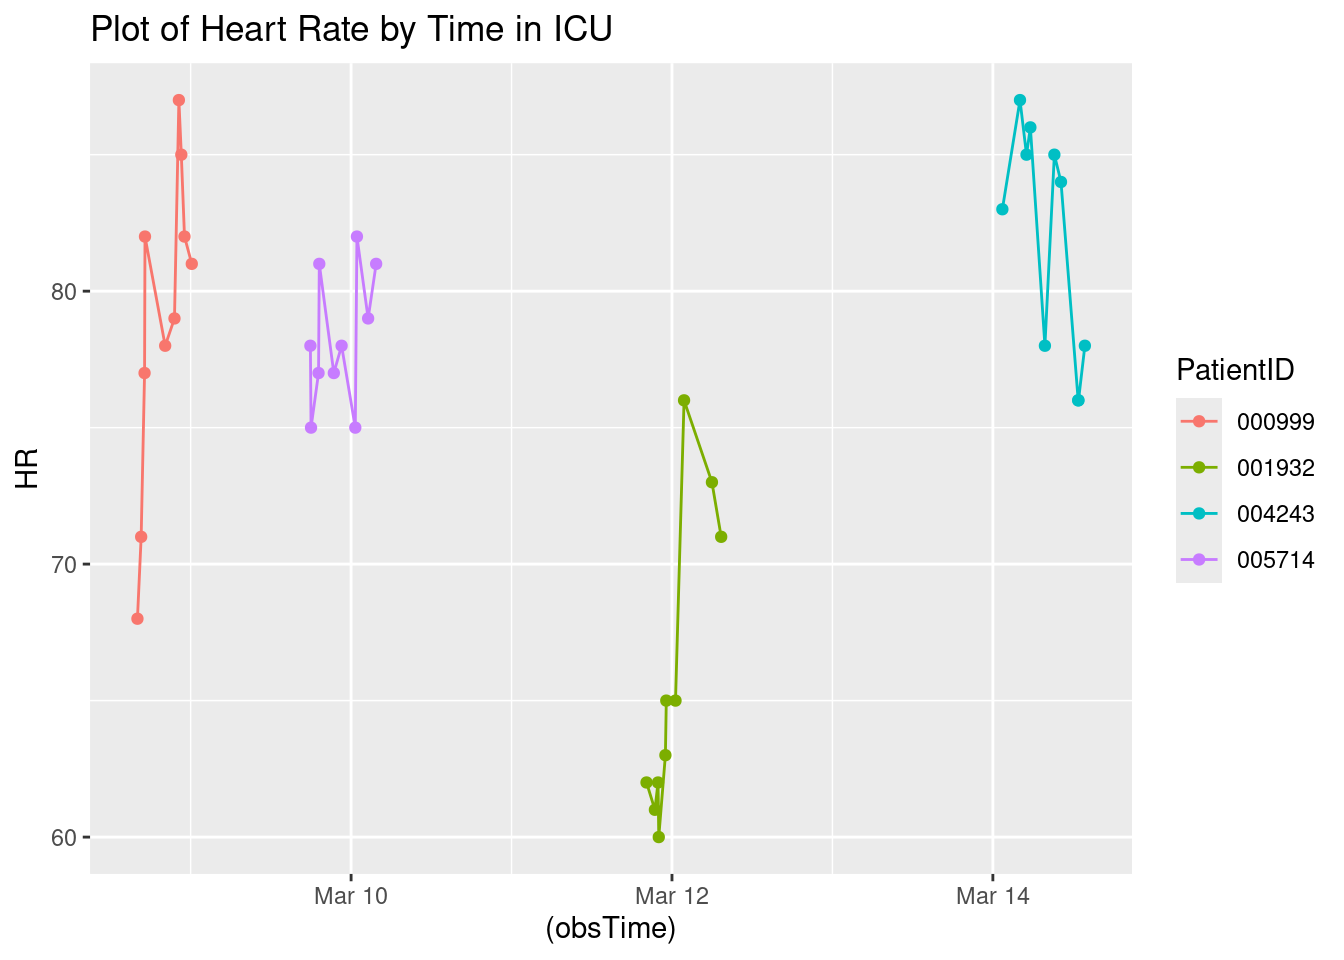 Plot of Heart Rate by Time in ICU
80
70
60
HR
Mar 10
Mar 12
Mar 14
(obsTime)
PatientID
000999
001932
004243
005714